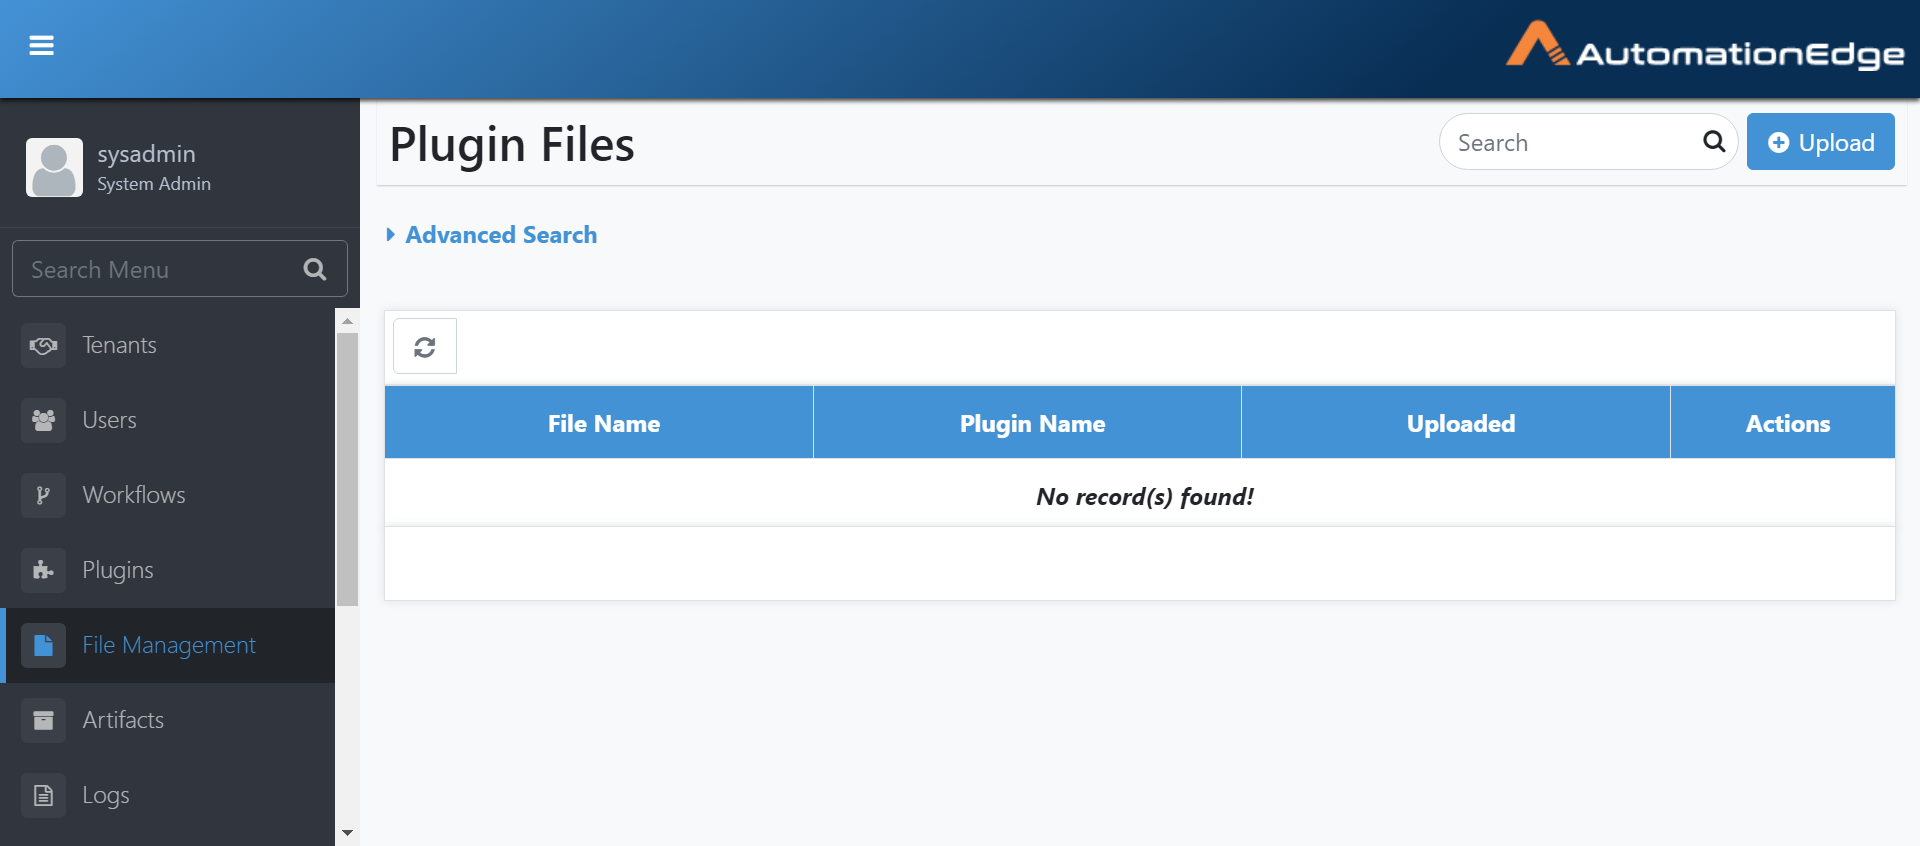 AutomationEdge
sysadmin
System Admin
Search Menu
Tenants
Users
Workflows
Plugins
File Management
Artifacts
Logs
Plugin Files
Search
Upload
Advanced Search
File Name Plugin Name Uploaded Actions
No record(s) found!